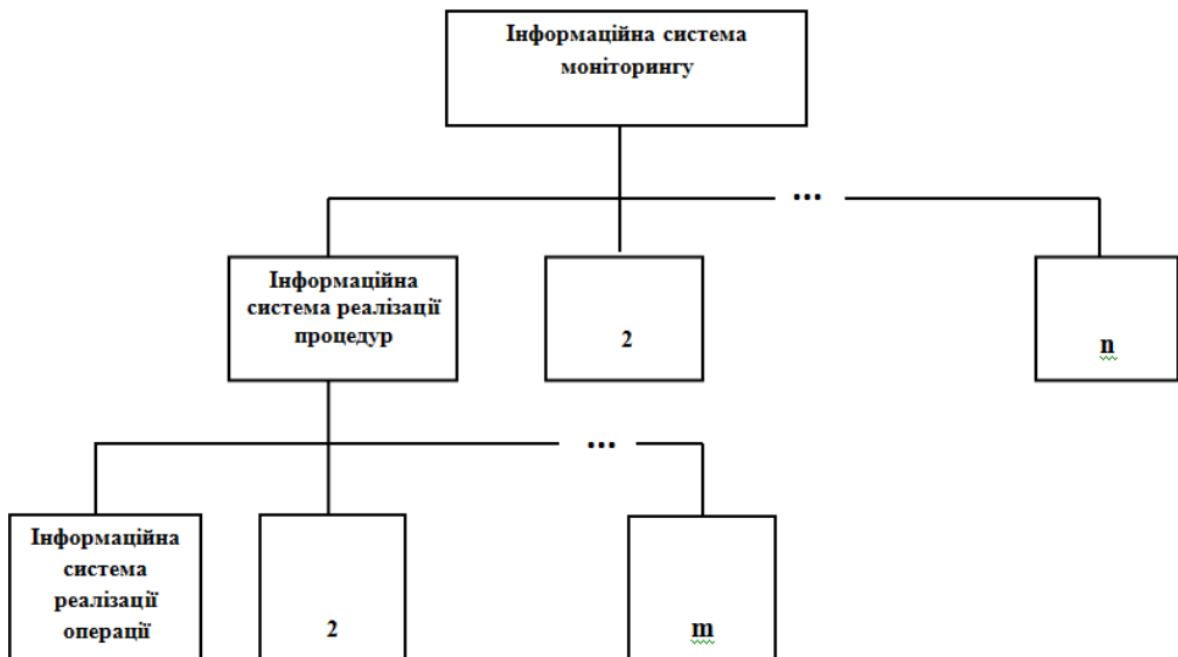 Інформаційна система
моніторингу
...
Інформаційна
система реалізації
процедур
2
n
...
Інформаційна
система
реалізації
операції
2
m